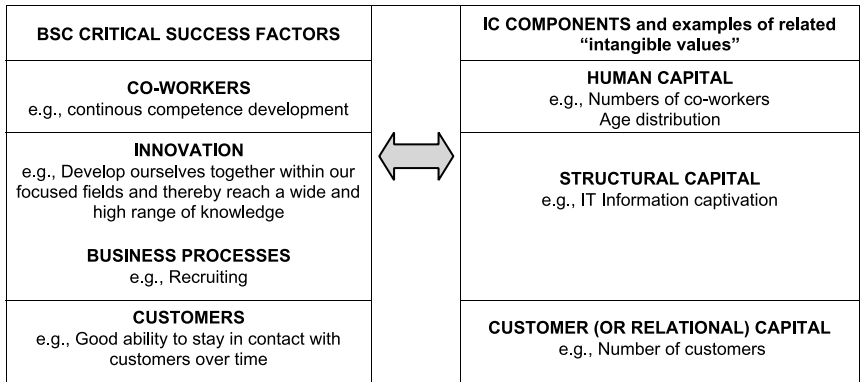 BSC CRITICAL SUCCESS FACTORS
IC COMPONENTS and examples of related
“intangible values”
CO-WORKERS
e.g., continous competence development
HUMAN CAPITAL
e.g., Numbers of co-workers
Age distribution
INNOVATION
e.g., Develop ourselves together within our
focused fields and thereby reach a wide and
high range of knowledge
BUSINESS PROCESSES
e.g., Recruiting
STRUCTURAL CAPITAL
e.g., IT Information captivation
CUSTOMERS
e.g., Good ability to stay in contact with
customers over time
CUSTOMER (OR RELATIONAL) CAPITAL
e.g., Number of customers